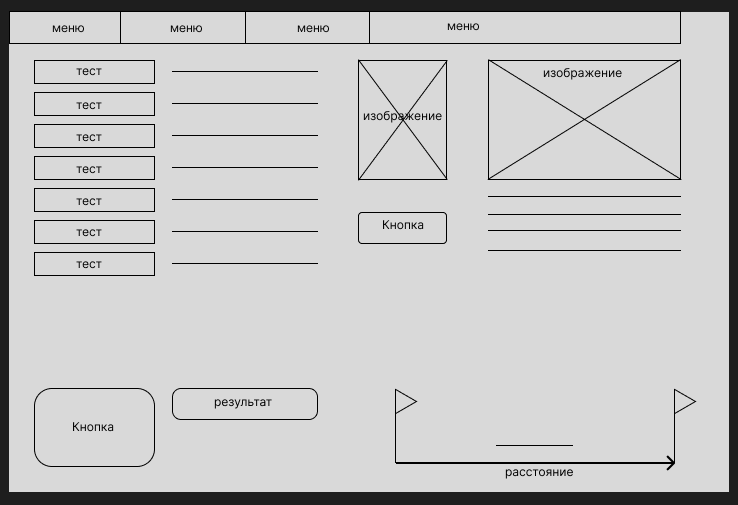 меню
меню
меню
меню
тест
тест
тест
тест
тест
тест
тест
изображение
Кнопка
изображение
Кнопка
результат
расстояние